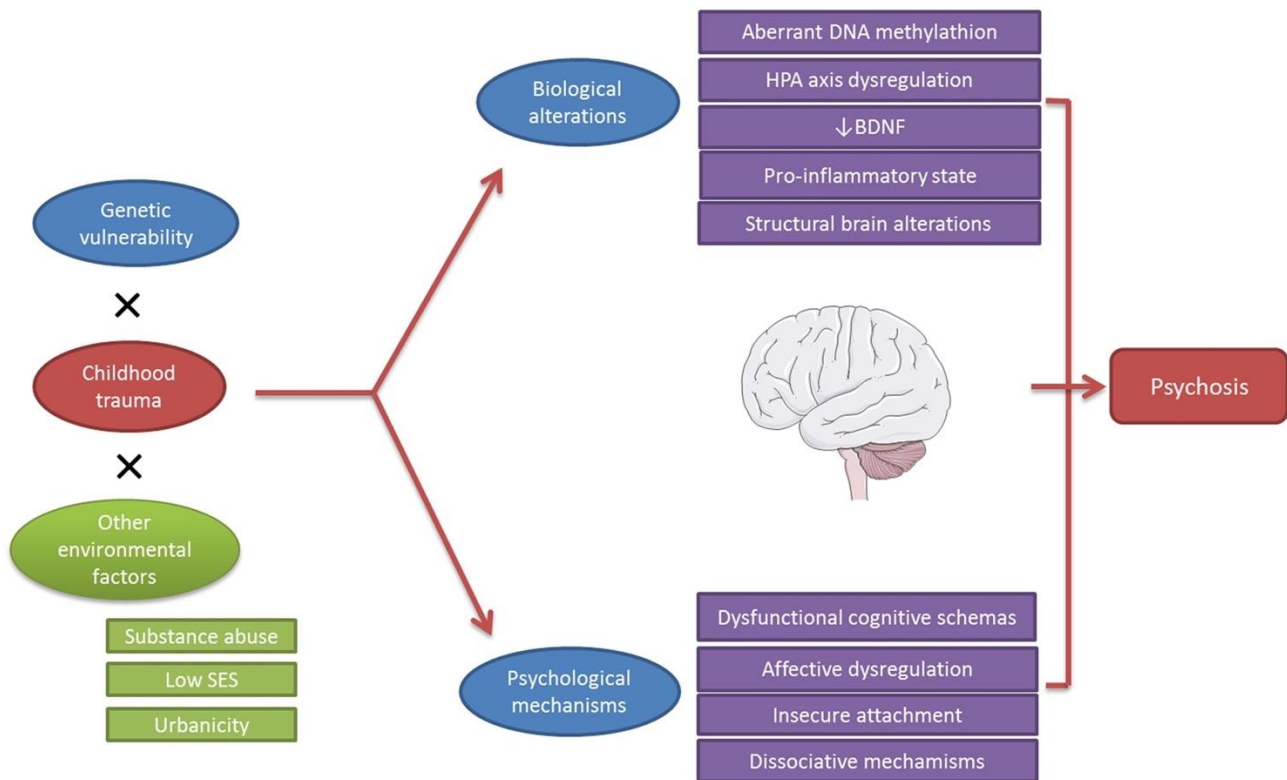 Genetic
vulnerability
×
Childhood
trauma
×
Other
environmental
factors
Substance abuse
Low SES
Urbanicity
Biological
alterations
Aberrant DNA methylathion
HPA axis dysregulation
↓BDNF
Pro-inflammatory state
Structural brain alterations
Psychological
mechanisms
Dysfunctional cognitive schemas
Affective dysregulation
Insecure attachment
Dissociative mechamisms
Psychosis